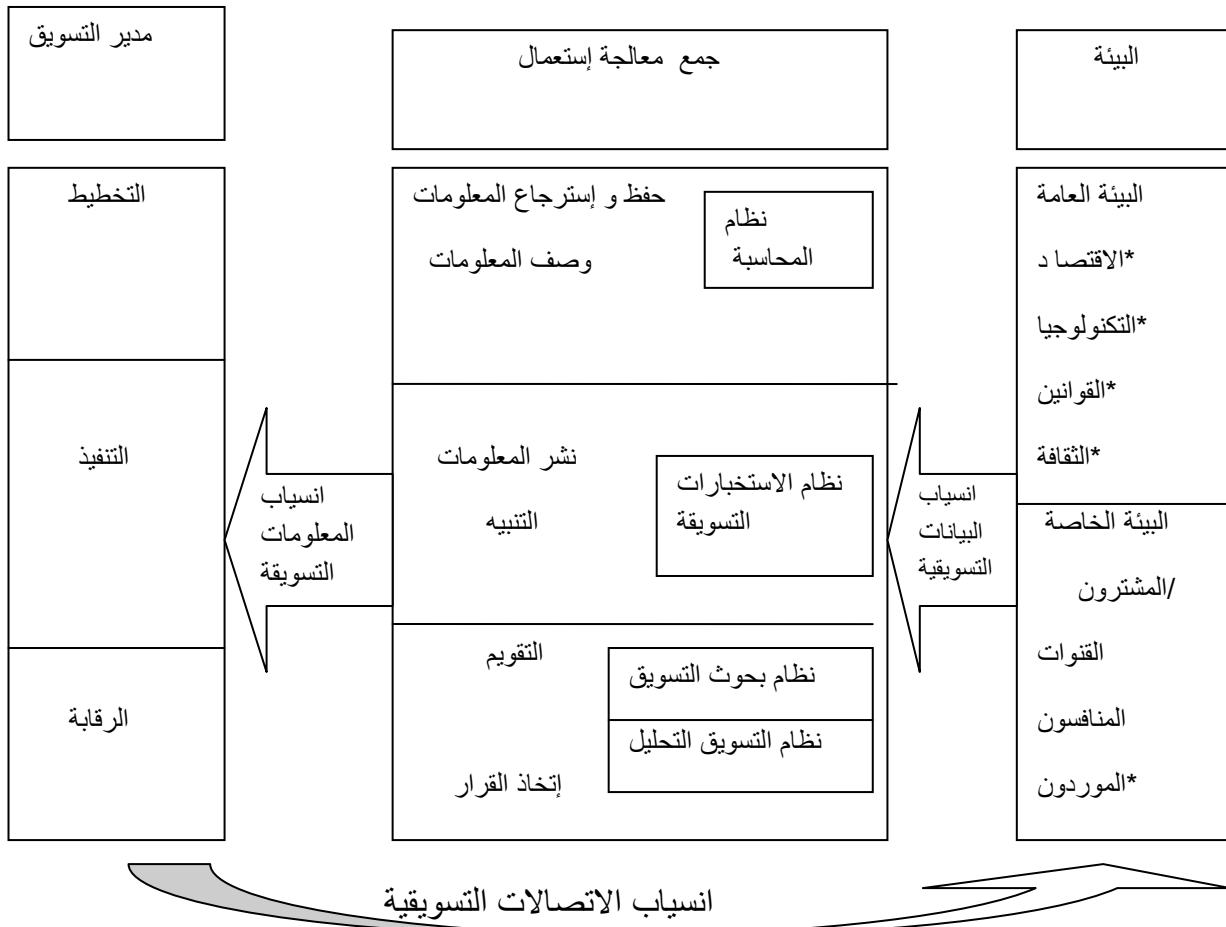 البيئة
جمع معالجة إستعمال
مدير التسويق
البيئة العامة
*الاقتصا د
*التكنولوجيا
*القوانين
*الثقافة
البيئة الخاصة
/المشترون
القنوات
المنافسون
*الموردون
انسياب
البيانات
التسويقية
نظام
المحاسبة
حفظ و إسترجاع المعلومات
وصف المعلومات
نظام الاستخبارات
التسويقة
نشر المعلومات
التنبيه
نظام بحوث التسويق
نظام التسويق التحليل
التقويم
إتخاذ القرار
انسياب
المعلومات
التسويقة
التخطيط
التنفيذ
الرقابة
انسياب الاتصالات التسويقية